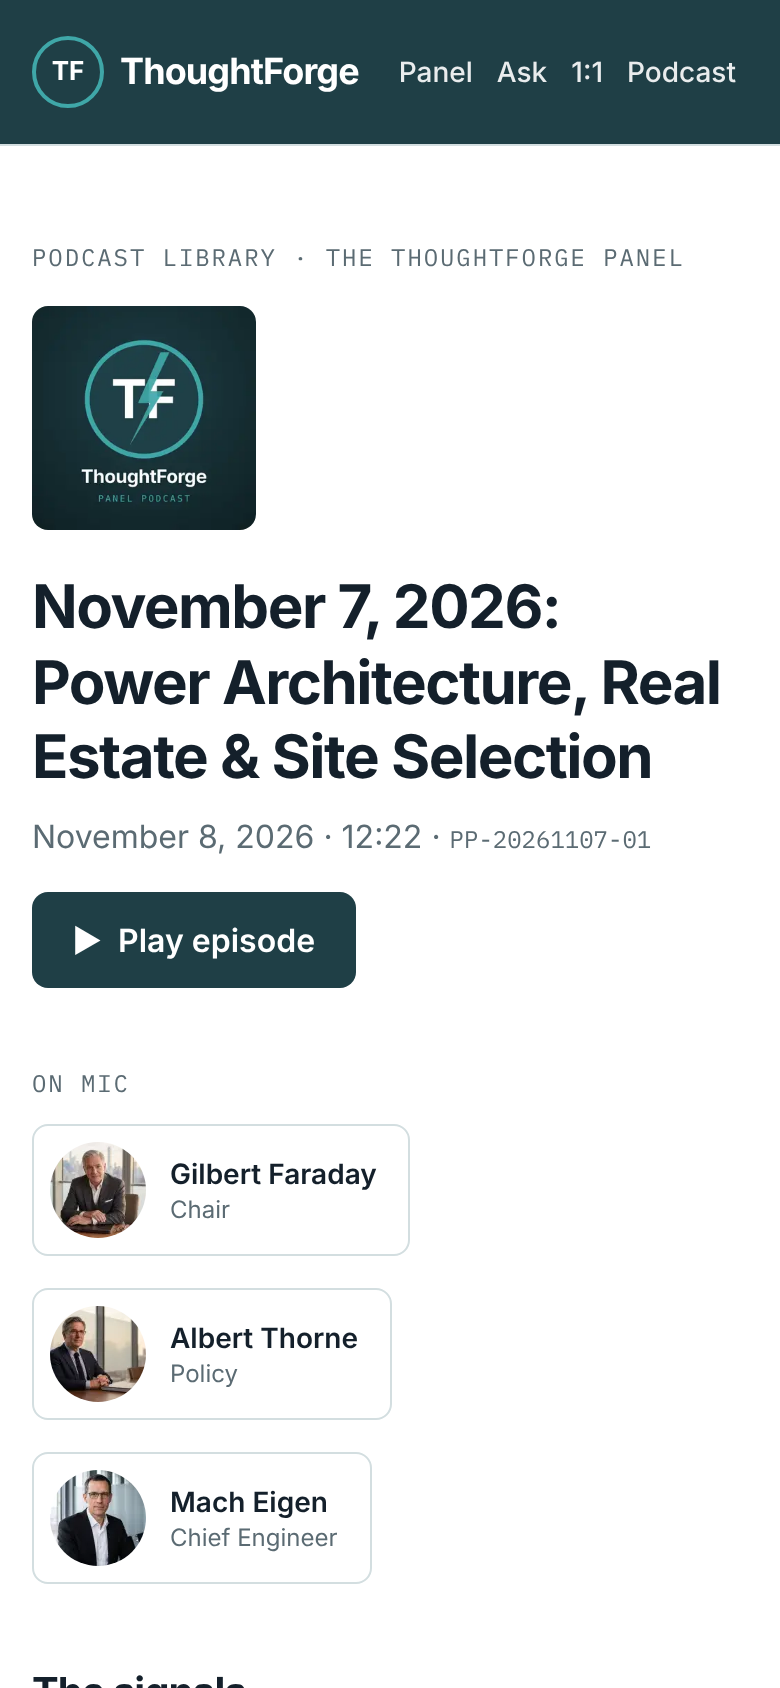 TF ThoughtForge Panel Ask 1:1 Podcast
PODCAST LIBRARY · THE THOUGHTFORGE PANEL
TF
ThoughtForge
PANEL PODCAST
November 7, 2026:
Power Architecture, Real
Estate & Site Selection
November 8, 2026 · 12:22 · PP-20261107-01
▶ Play episode
ON MIC
Gilbert Faraday
Chair
Albert Thorne
Policy
Mach Eigen
Chief Engineer
The signals